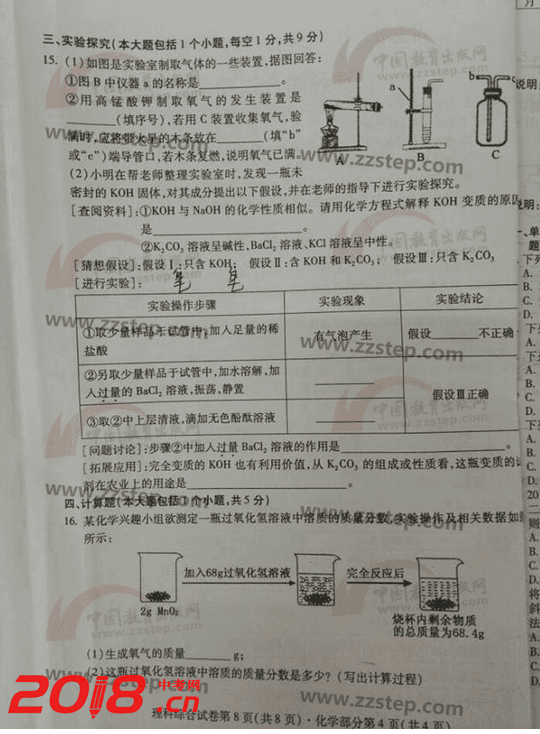 三、实验探究(本大题包括1个小题,每空1分,共9分)
15. (1)如图是实验室制取气体的一些装置,据图回答:
①图B中仪器a的名称是____________。
②用高锰酸钾制取氧气的发生装置是
______(填序号),若用C装置收集氧气,验
满时,应将带火星的木条放在______(填“b”
或“c”)端导管口,若木条复燃,说明氧气已满。
(2)小明在帮老师整理实验室时,发现一瓶未
密封的KOH固体,对其成分提出以下假设,并在老师的指导下进行实验探究。
a
b
c
A
B
C
[查阅资料]:①KOH与NaOH的化学性质相似。请用化学方程式解释KOH变质的原因
是____________。
②K₂CO₃溶液呈碱性,BaCl₂溶液、KCl溶液呈中性。
[猜想假设]:假设Ⅰ:只含KOH; 假设Ⅱ:含KOH和K₂CO₃; 假设Ⅲ:只含K₂CO₃
[进行实验]:
实验操作步骤 实验现象 实验结论
①取少量样品于试管中,加入足量的稀
盐酸
有气泡产生
假设______不正确
②另取少量样品于试管中,加水溶解,加
人过量的BaCl₂溶液,振荡,静置
______
假设Ⅲ正确
③取②中上层溶液,滴加无色酚酞溶液
______
[问题讨论]:步骤②中加人过量BaCl₂溶液的作用是____________。
[拓展应用]:完全变质的KOH也有利用价值,从K₂CO₃的组成或性质看,这瓶变质的试
剂在农业上的用途是____________。
四、计算题(本大题包括1个小题,共5分)
16. 某化学兴趣小组欲测定一瓶过氧化氢溶液中溶质的质量分数,实验操作及相关数据如图
所示:
加入68g过氧化氢溶液
完全反应后
2g MnO₂
烧杯内剩余物质
的总质量为68.4g
(1)生成氧气的质量______g;
(2)这瓶过氧化氢溶液中溶质的质量分数是多少?(写出计算过程)
理科综合试卷第8页(共8页)·化学部分第4页(共4页)
2018.cn
中考网
中国教育出版网
www.zzstep.com